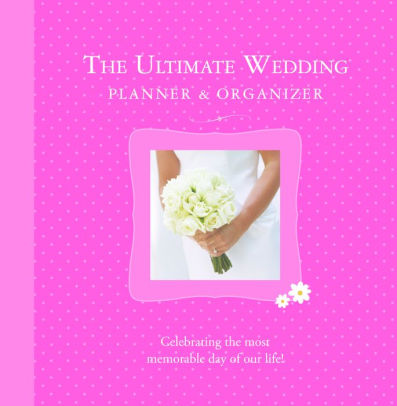 The Ultimate Wedding
PLANNER & ORGANIZER
Celebrating the most
memorable day of our life!